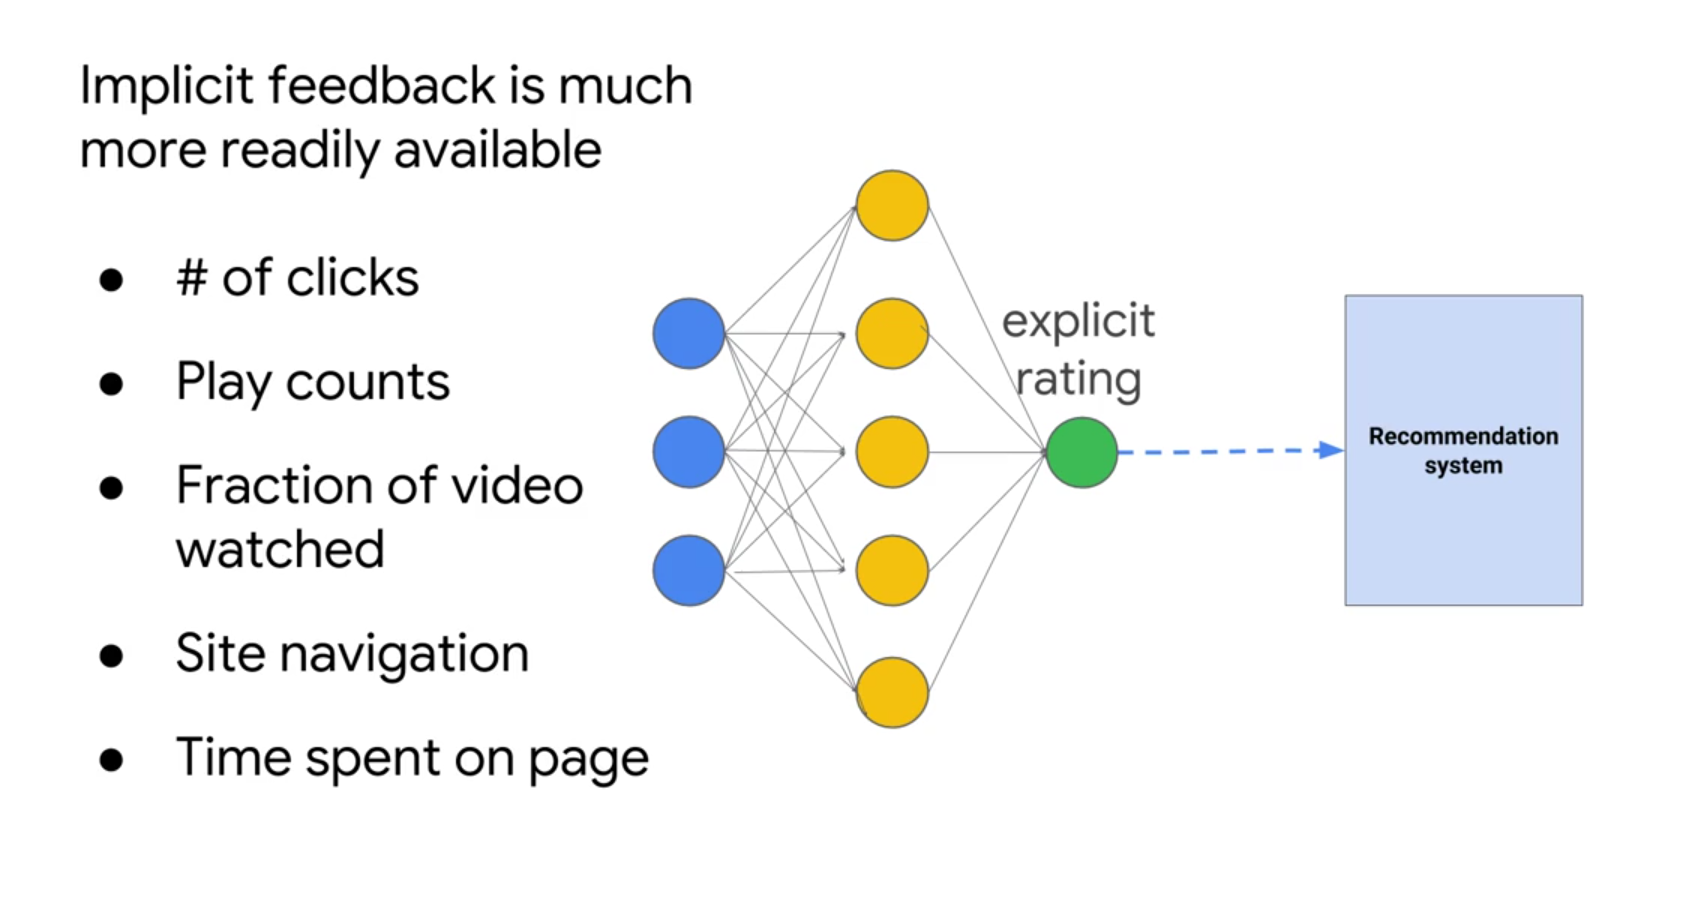 Implicit feedback is much
more readily available
● # of clicks
● Play counts
● Fraction of video
watched
● Site navigation
● Time spent on page
explicit
rating
Recommendation
system